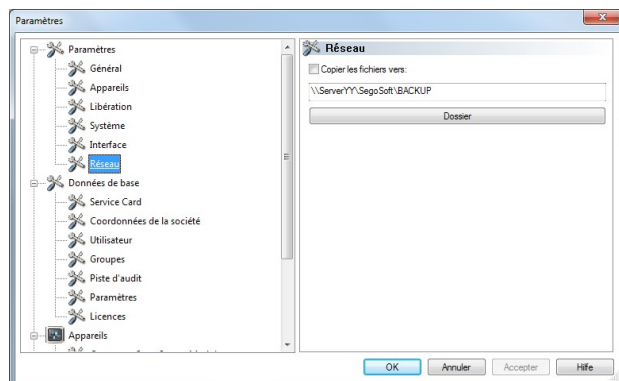 Paramètres
Paramètres
Général
Appareils
Libération
Système
Interface
Réseau
Données de base
Service Card
Coordonnées de la société
Utilisateur
Groupes
Piste d'audit
Paramètres
Licences
Appareils
Réseau
Copier les fichiers vers:
\\ServerYY\SegoSoft\BACKUP
Dossier
OK
Annuler
Accepter
Hilfe